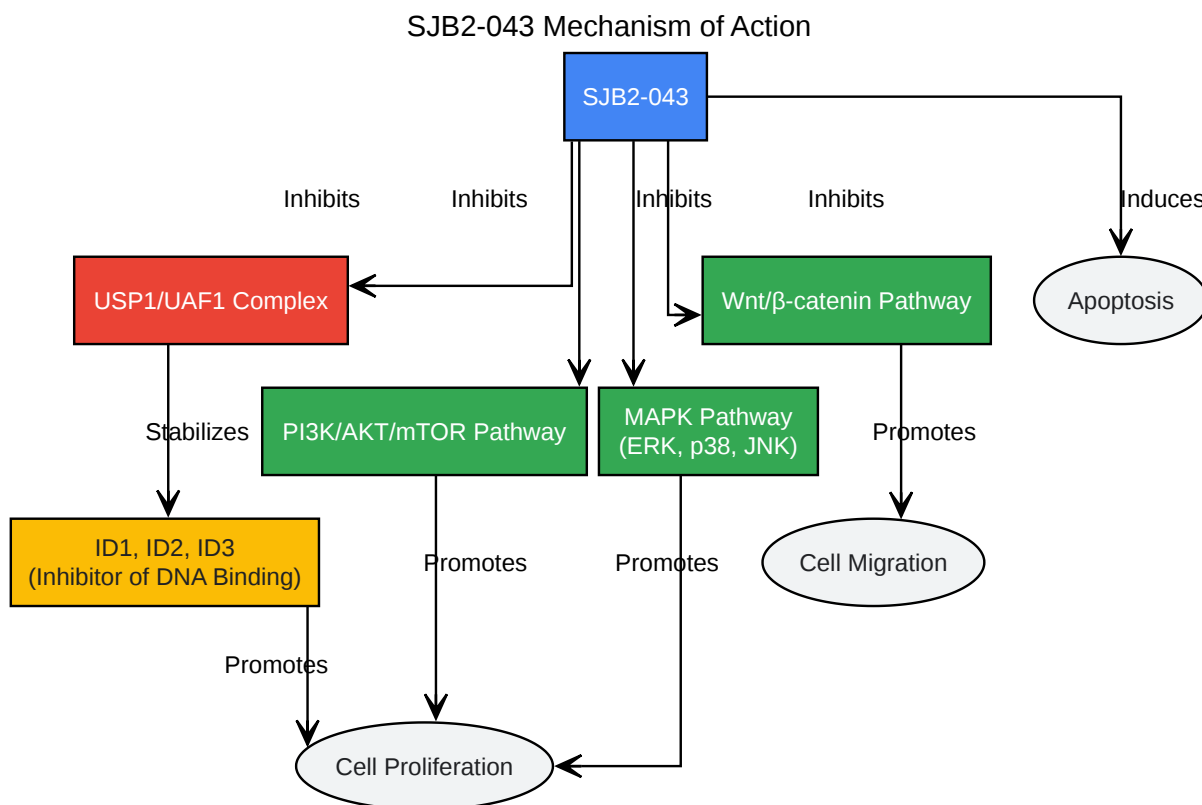 SJB2-043 Mechanism of Action
SJB2-043
Inhibits
Inhibits
Inhibits
Inhibits
Induces
USP1/UAF1 Complex
Wnt/β-catenin Pathway
Apoptosis
Stabilizes
PI3K/AKT/mTOR Pathway
MAPK Pathway
(ERK, p38, JNK)
Promotes
ID1, ID2, ID3
(Inhibitor of DNA Binding)
Promotes
Promotes
Cell Migration
Promotes
Cell Proliferation